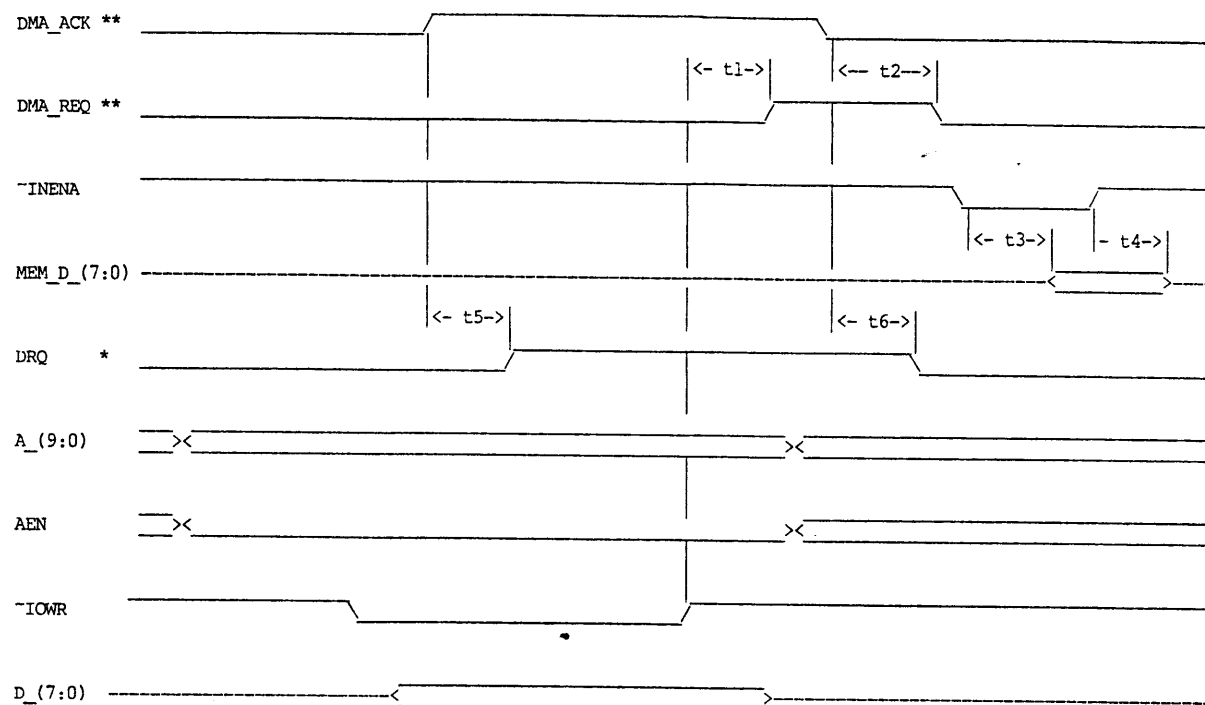 DMA_ACK **
<- t1-> <-- t2-->
DMA_REQ **
~INENA
<- t3-> - t4->
MEM_D_(7:0)
<- t5-> <- t6->
DRQ *
A_(9:0)
AEN
~IOWR
D_(7:0)